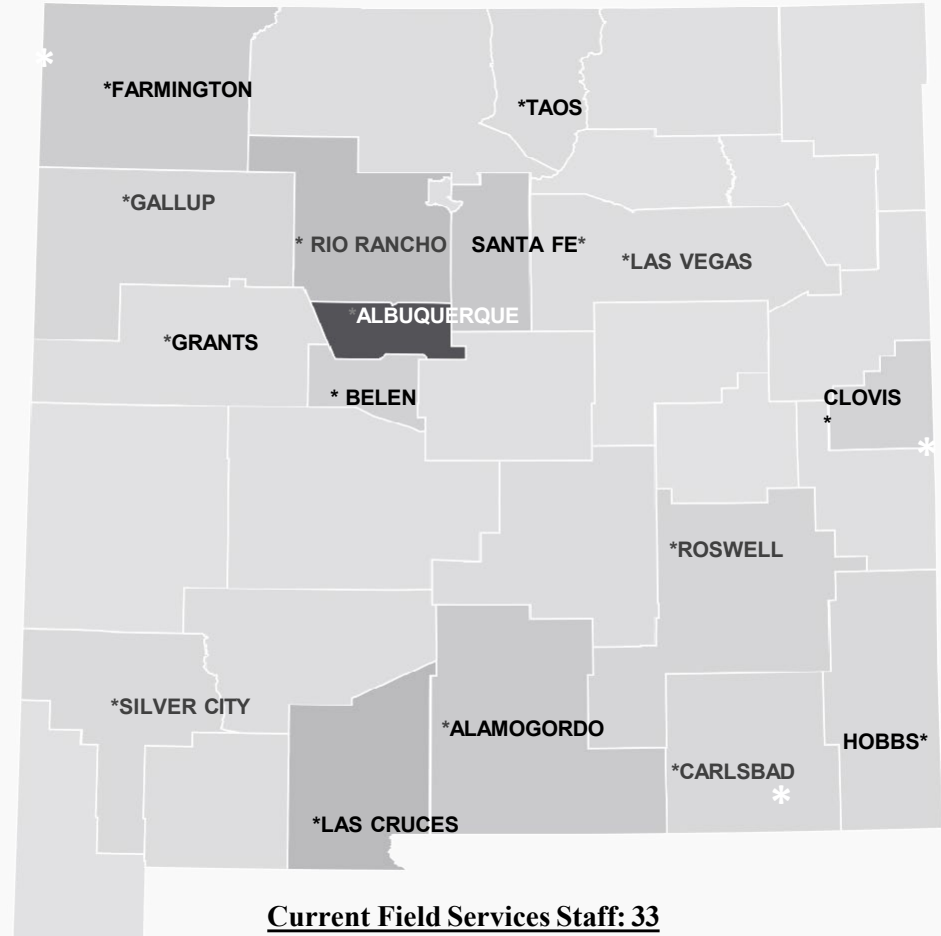 *FARMINGTON
*TAOS
*GALLUP
* RIO RANCHO
SANTA FE*
*LAS VEGAS
*ALBUQUERQUE
*GRANTS
* BELEN
CLOVIS
*
*ROSWELL
*SILVER CITY
*ALAMOGORDO
HOBBS*
*CARLSBAD
*LAS CRUCES
Current Field Services Staff: 33